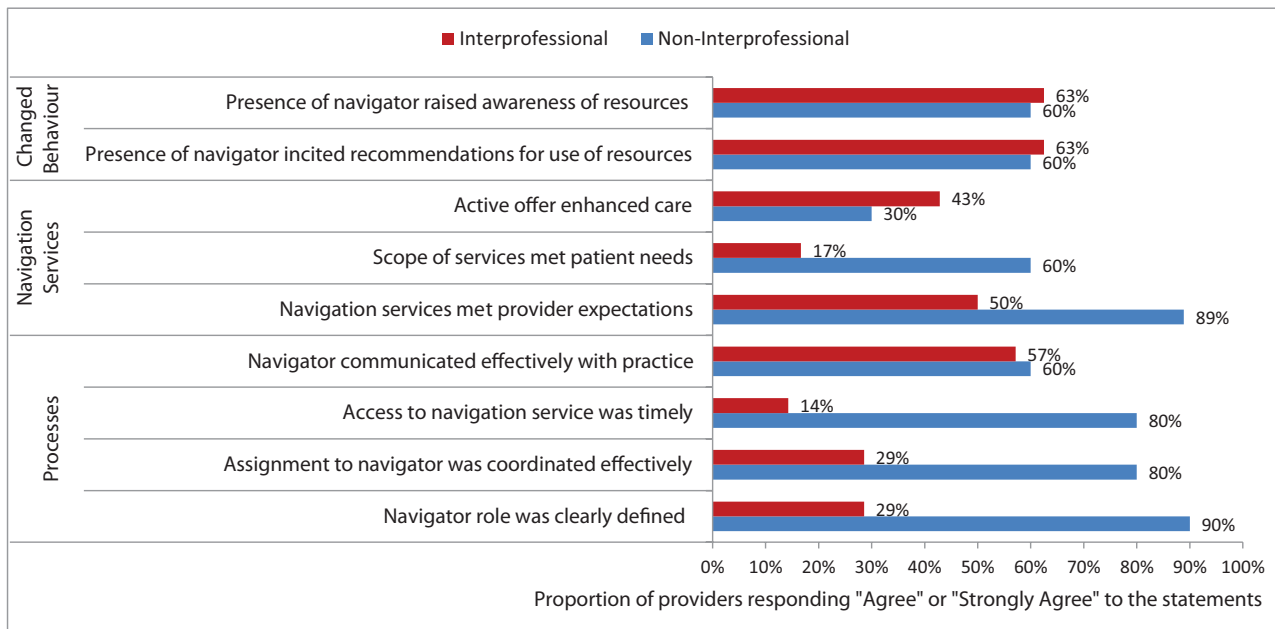 Interprofessional Non-Interprofessional
Changed
Behaviour
Presence of navigator raised awareness of resources
63%
60%
Presence of navigator incited recommendations for use of resources
63%
60%
Navigation
Services
Active offer enhanced care
43%
30%
Scope of services met patient needs
17%
60%
Navigation services met provider expectations
50%
89%
Processes
Navigator communicated effectively with practice
57%
60%
Access to navigation service was timely
14%
80%
Assignment to navigator was coordinated effectively
29%
80%
Navigator role was clearly defined
29%
90%
0% 10% 20% 30% 40% 50% 60% 70% 80% 90% 100%
Proportion of providers responding "Agree" or "Strongly Agree" to the statements